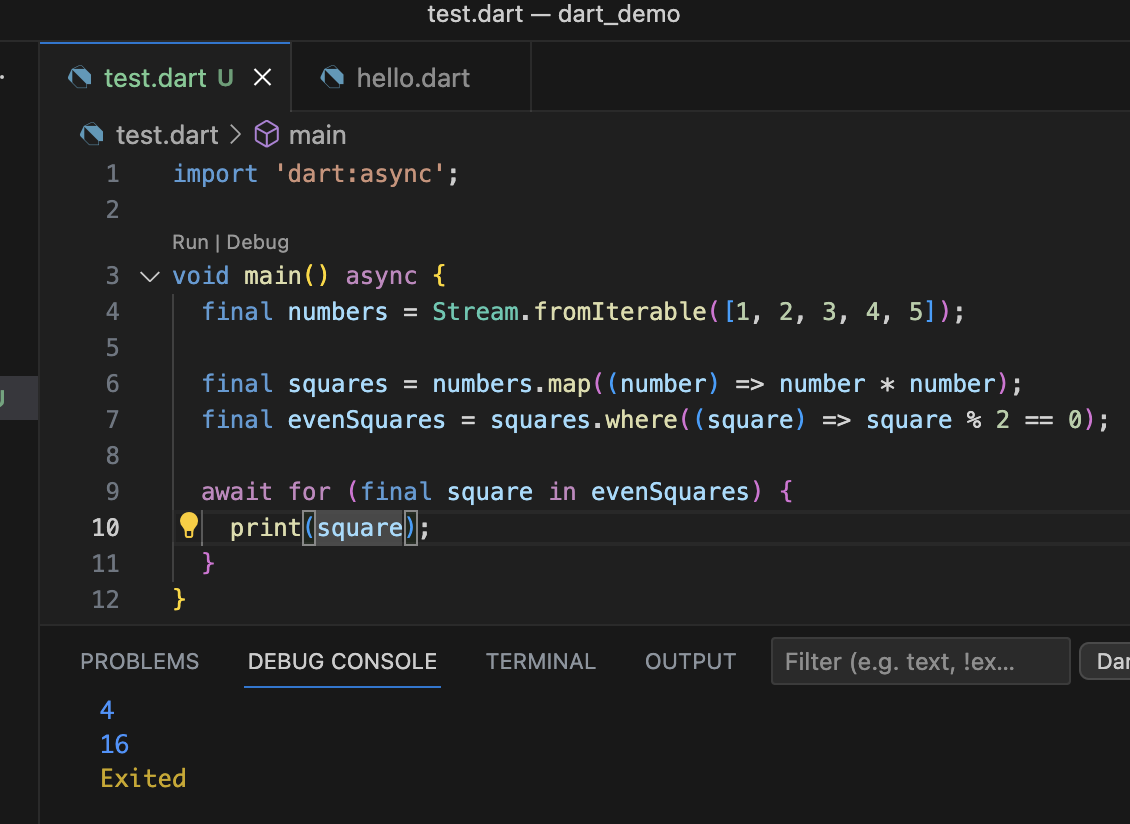 test.dart — dart_demo
test.dart U hello.dart
test.dart > main
1 import 'dart:async';
2
Run | Debug
3 void main() async {
4 final numbers = Stream.fromIterable([1, 2, 3, 4, 5]);
5
6 final squares = numbers.map((number) => number * number);
7 final evenSquares = squares.where((square) => square % 2 == 0);
8
9 await for (final square in evenSquares) {
10 print(square);
11 }
12 }
PROBLEMS DEBUG CONSOLE TERMINAL OUTPUT Filter (e.g. text, !ex...
4
16
Exited